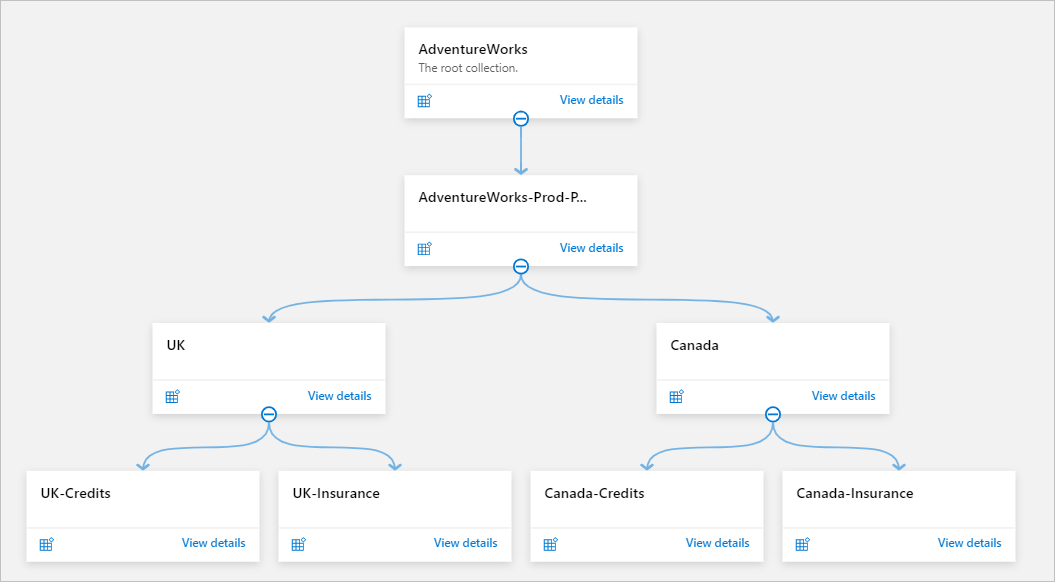 AdventureWorks
The root collection.
View details
AdventureWorks-Prod-P...
View details
UK
View details
Canada
View details
UK-Credits
View details
UK-Insurance
View details
Canada-Credits
View details
Canada-Insurance
View details